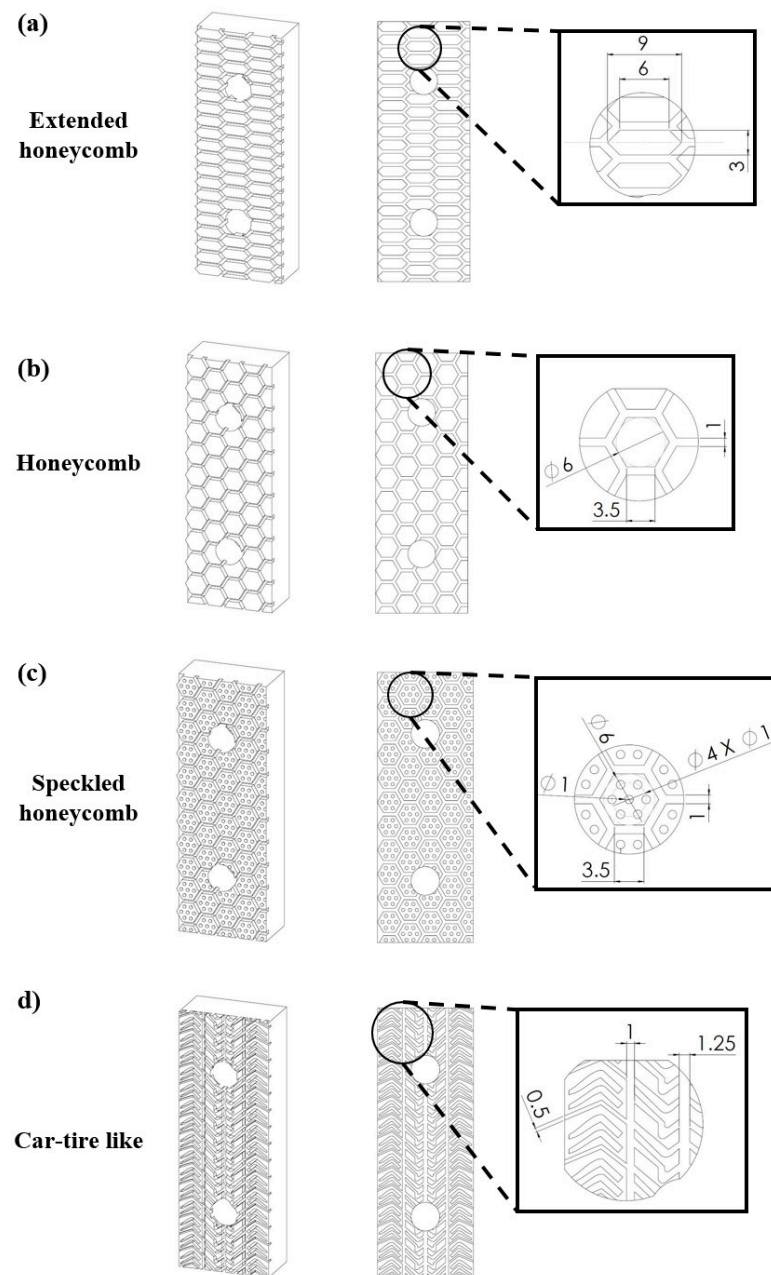 (a)
Extended
honeycomb
9
6
3
(b)
Honeycomb
∅ 6
1
3.5
(c)
Speckled
honeycomb
∅ 6
∅ 4 X ∅ 1
∅ 1
1
3.5
d)
Car-tire like
1
1.25
0.5